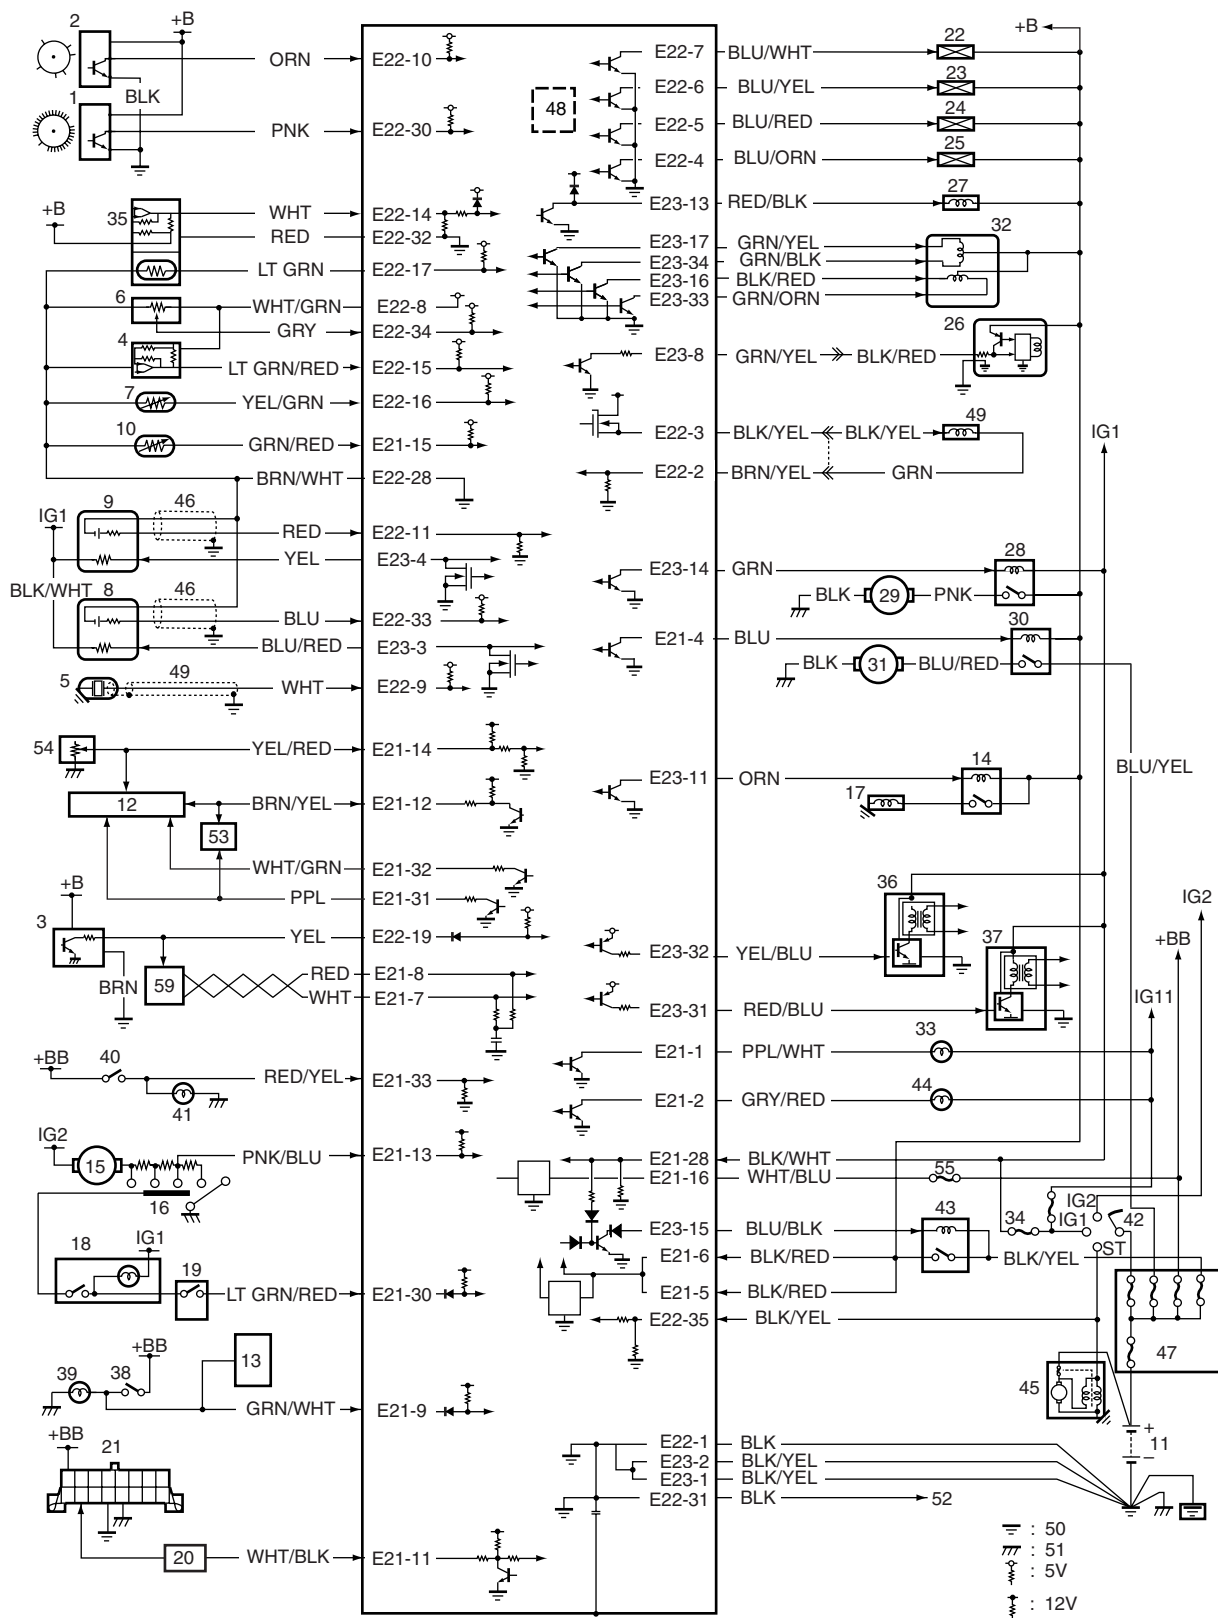 2
+B
ORN
E22-10
BLK
1
PNK
E22-30
+B
35
WHT
E22-14
RED
E22-32
LT GRN
E22-17
6
WHT/GRN
E22-8
GRY
E22-34
4
LT GRN/RED
E22-15
7
YEL/GRN
E22-16
10
GRN/RED
E21-15
BRN/WHT
E22-28
9
46
IG1
RED
E22-11
YEL
E23-4
BLK/WHT
8
46
BLU
E22-33
BLU/RED
E23-3
5
49
WHT
E22-9
54
YEL/RED
E21-14
12
BRN/YEL
E21-12
53
WHT/GRN
E21-32
PPL
E21-31
+B
3
YEL
E22-19
BRN
59
RED
E21-8
WHT
E21-7
+BB
40
RED/YEL
E21-33
41
IG2
15
PNK/BLU
E21-13
16
18
IG1
19
LT GRN/RED
E21-30
39
38
+BB
13
GRN/WHT
E21-9
+BB
21
20
WHT/BLK
E21-11
48
E22-7
BLU/WHT
22
+B
E22-6
BLU/YEL
23
E22-5
BLU/RED
24
E22-4
BLU/ORN
25
E23-13
RED/BLK
27
E23-17
GRN/YEL
32
E23-34
GRN/BLK
E23-16
BLK/RED
E23-33
GRN/ORN
26
E23-8
GRN/YEL
BLK/RED
49
E22-3
BLK/YEL
BLK/YEL
IG1
E22-2
BRN/YEL
GRN
E23-14
GRN
28
BLK
29
PNK
E21-4
BLU
30
BLK
31
BLU/RED
BLU/YEL
E23-11
ORN
14
17
36
IG2
37
+BB
E23-32
YEL/BLU
IG11
E23-31
RED/BLU
33
E21-1
PPL/WHT
44
E21-2
GRY/RED
E21-28
BLK/WHT
E21-16
WHT/BLU
55
43
34
IG2
IG1
42
E23-15
BLU/BLK
ST
E21-6
BLK/RED
BLK/YEL
E21-5
BLK/RED
E22-35
BLK/YEL
47
45
+
11
−
E22-1
BLK
E23-2
BLK/YEL
E23-1
BLK/YEL
E22-31
BLK
52
: 50
: 51
: 5V
: 12V